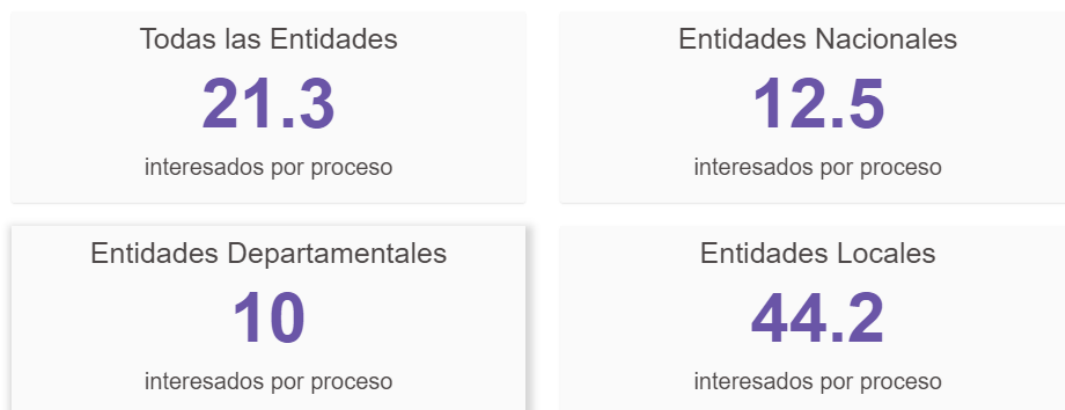 Todas las Entidades
21.3
interesados por proceso
Entidades Nacionales
12.5
interesados por proceso
Entidades Departamentales
10
interesados por proceso
Entidades Locales
44.2
interesados por proceso